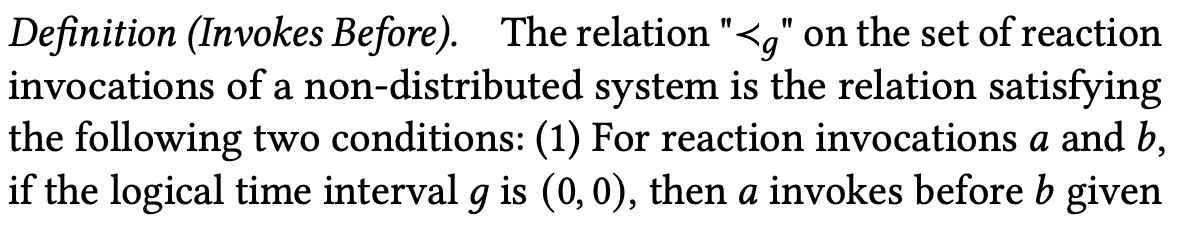 Definition (Invokes Before). The relation "≺g" on the set of reaction
invocations of a non-distributed system is the relation satisfying
the following two conditions: (1) For reaction invocations a and b,
if the logical time interval g is (0, 0), then a invokes before b given